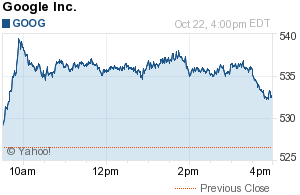 Google Inc.
GOOG
Oct 22, 4:00pm EDT
540
535
530
525
© Yahoo!
10am 12pm 2pm 4pm
Previous Close